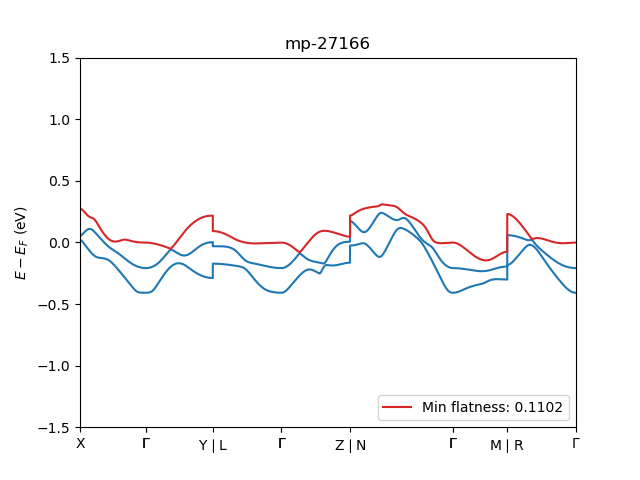 mp-27166
E − E_F (eV)
1.5
1.0
0.5
0.0
−0.5
−1.0
−1.5
Min flatness: 0.1102
X Γ Y | L Γ Z | N Γ M | R Γ